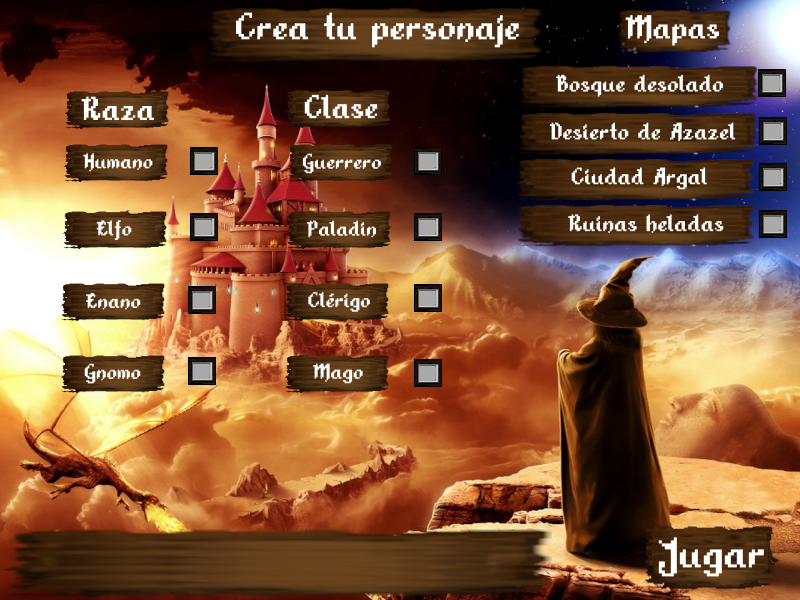 Crea tu personaje
Mapas
Raza
Clase
Humano
Elfo
Enano
Gnomo
Guerrero
Paladin
Clérigo
Mago
Bosque desolado
Desierto de Azazel
Ciudad Argal
Ruinas heladas
Jugar